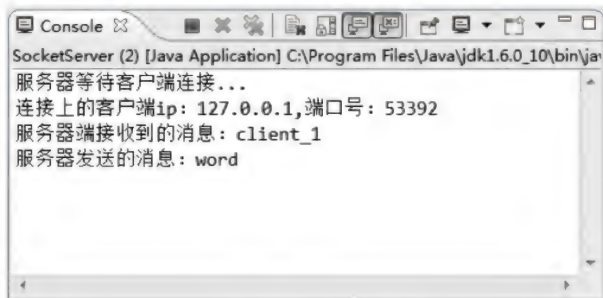 Console
SocketServer (2) [Java Application] C:\Program Files\Java\jdk1.6.0_10\bin\jav
服务器等待客户端连接...
连接上的客户端ip: 127.0.0.1,端口号: 53392
服务器端接收到的消息: client_1
服务器发送的消息: word